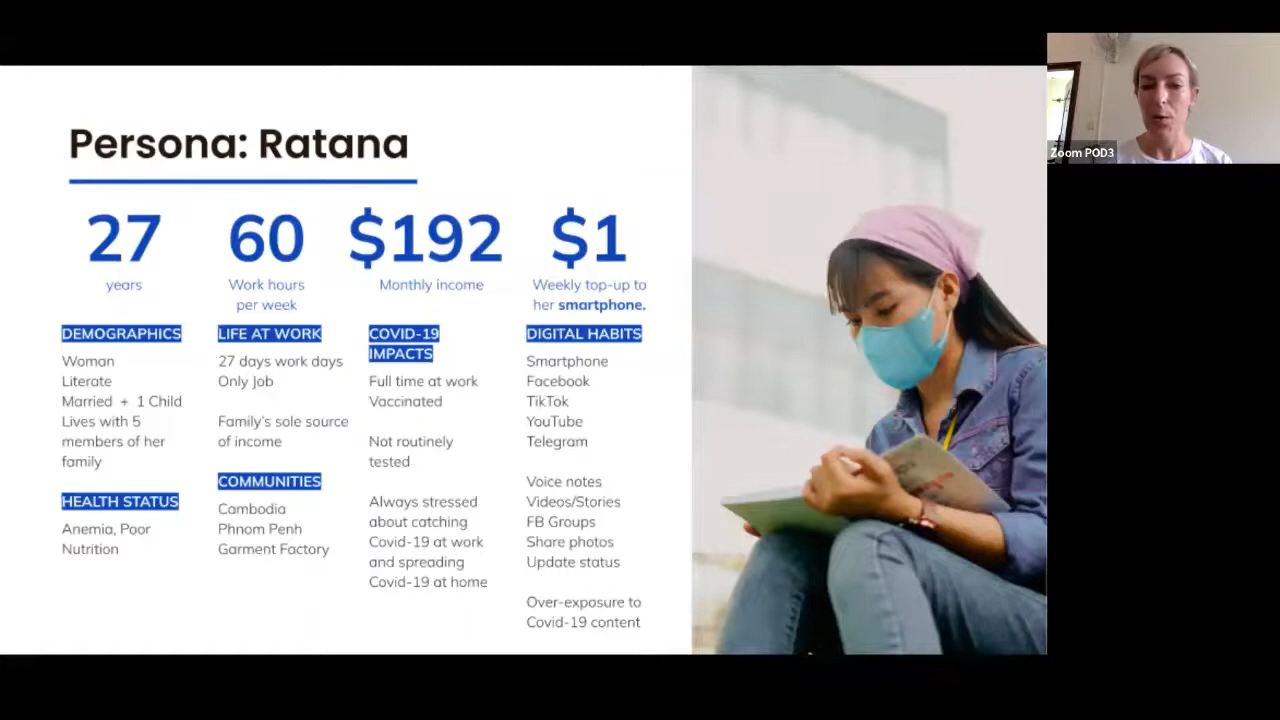 Persona: Ratana
27
years
60
Work hours
per week
$192
Monthly income
$1
Weekly top-up to
her smartphone.
DEMOGRAPHICS
Woman
Literate
Married + 1 Child
Lives with 5
members of her
family
HEALTH STATUS
Anemia, Poor
Nutrition
LIFE AT WORK
27 days work days
Only Job
Family's sole source
of income
COMMUNITIES
Cambodia
Phnom Penh
Garment Factory
COVID-19
IMPACTS
Full time at work
Vaccinated
Not routinely
tested
Always stressed
about catching
Covid-19 at work
and spreading
Covid-19 at home
DIGITAL HABITS
Smartphone
Facebook
TikTok
YouTube
Telegram
Voice notes
Videos/Stories
FB Groups
Share photos
Update status
Over-exposure to
Covid-19 content
Zoom POD3